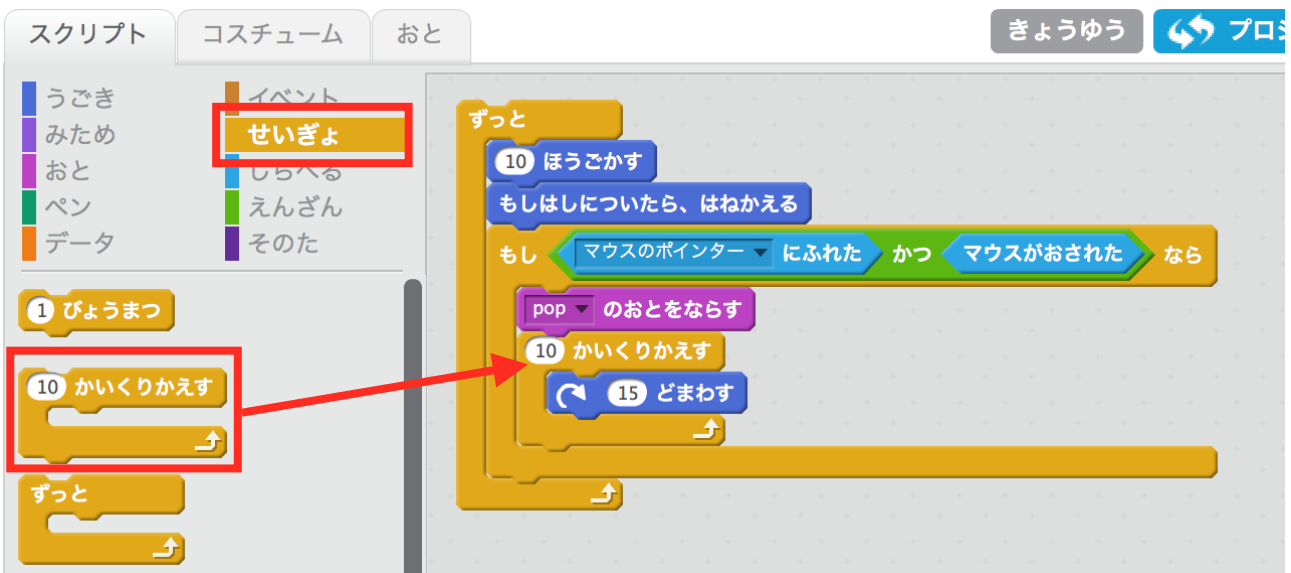 スクリプト
コスチューム
おと
きょうゆう
プロ
うごき
イベント
みため
せいぎょ
おと
しらべる
ペン
えんざん
データ
そのた
1 びょうまつ
10 かいくりかえす
ずっと
ずっと
10 ほうごかす
もしはしについたら、はねかえる
もし マウスのポインター にふれた かつ マウスがおされた なら
pop のおとをならす
10 かいくりかえす
15 どまわす